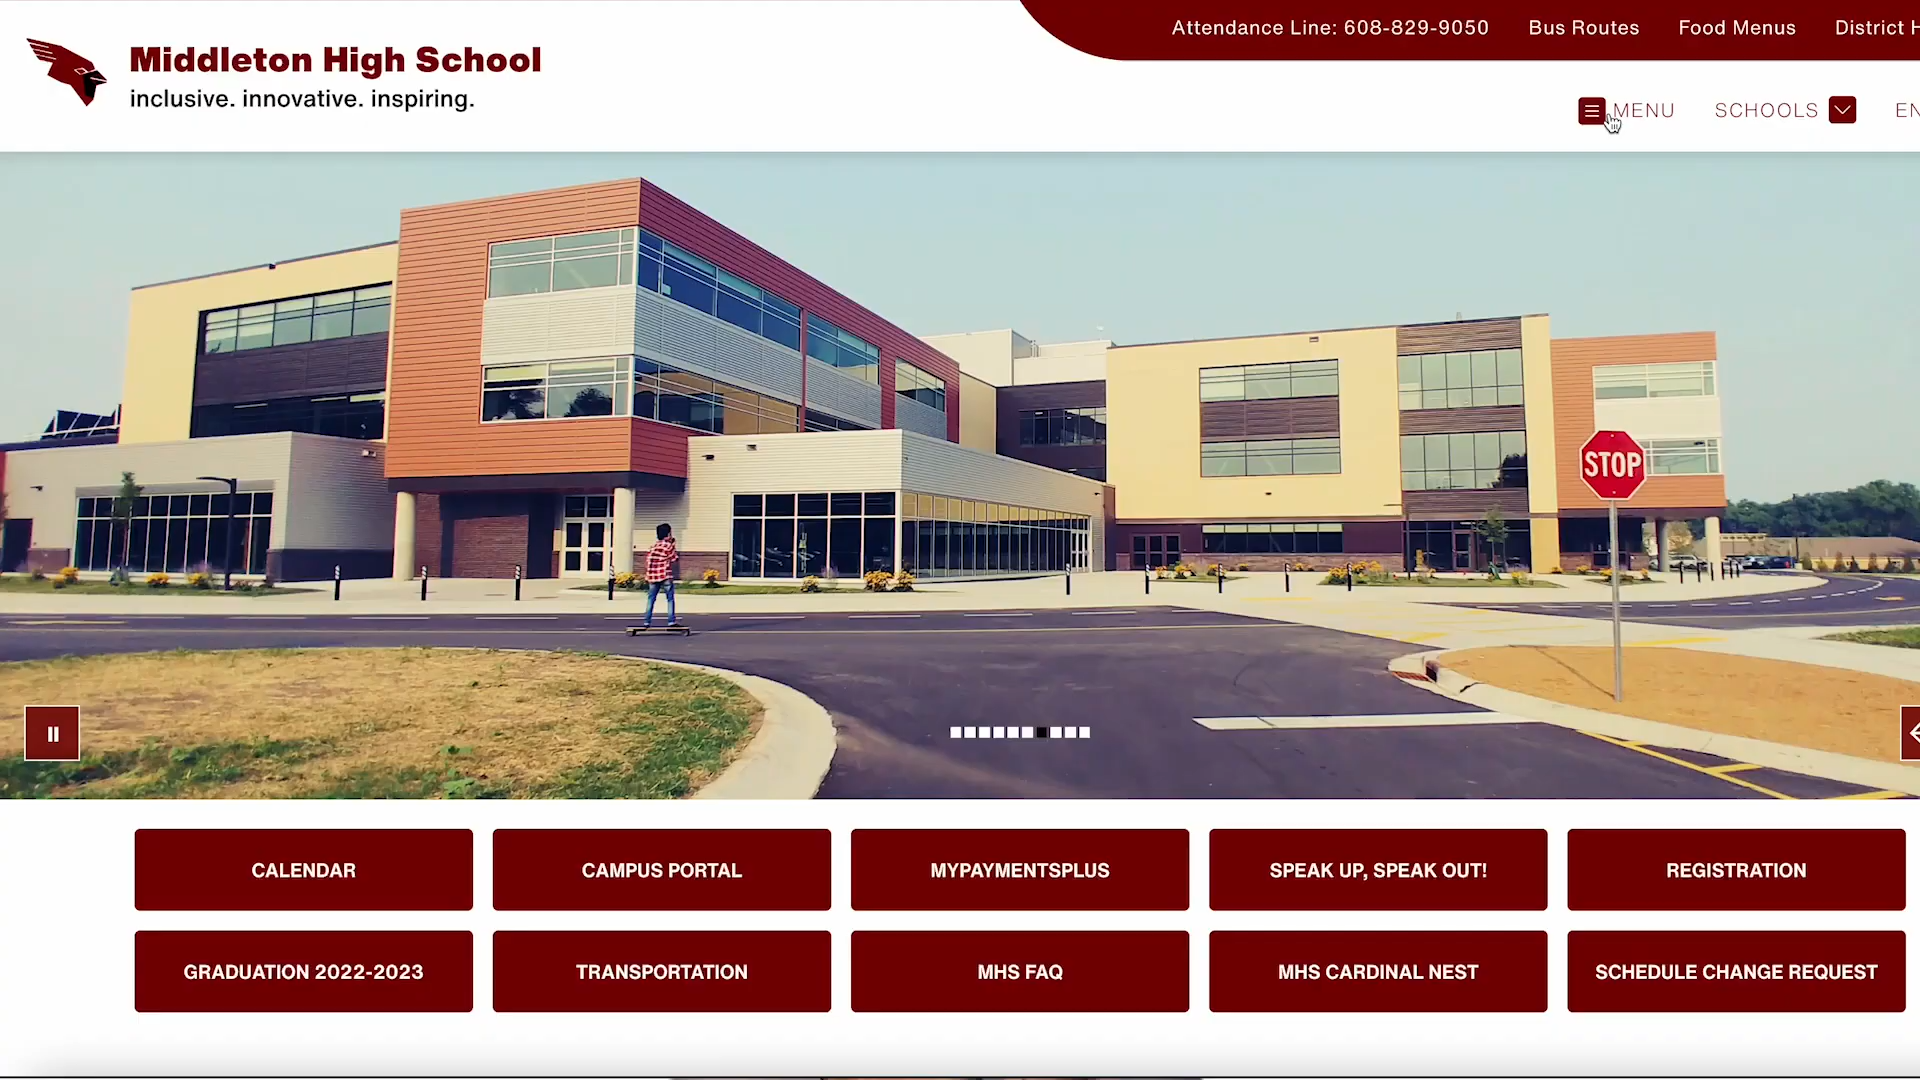 Attendance Line: 608-829-9050 Bus Routes Food Menus District
Middleton High School
inclusive. innovative. inspiring.
MENU SCHOOLS EN
STOP
CALENDAR CAMPUS PORTAL MYPAYMENTSPLUS SPEAK UP, SPEAK OUT! REGISTRATION
GRADUATION 2022-2023 TRANSPORTATION MHS FAQ MHS CARDINAL NEST SCHEDULE CHANGE REQUEST